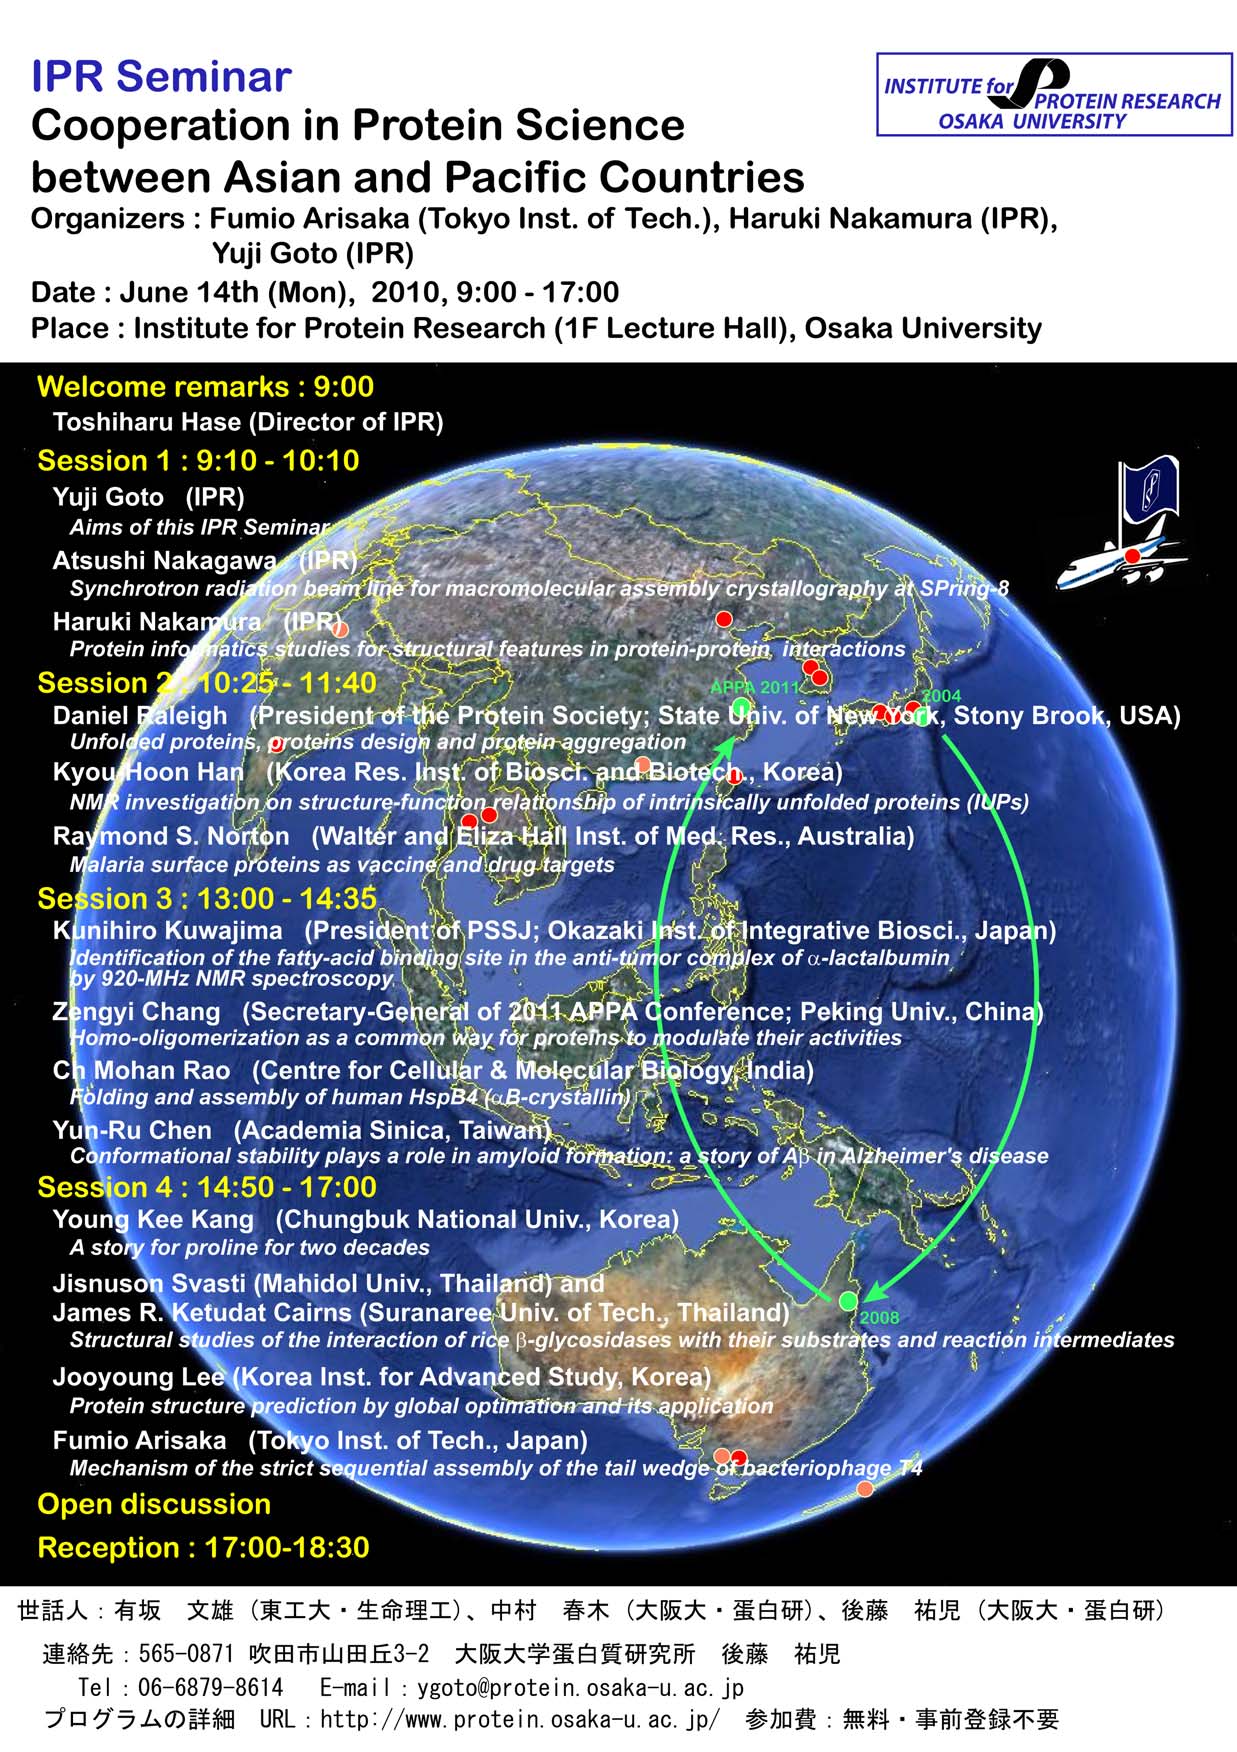 IPR Seminar
INSTITUTE for PROTEIN RESEARCH
OSAKA UNIVERSITY
Cooperation in Protein Science
between Asian and Pacific Countries
Organizers : Fumio Arisaka (Tokyo Inst. of Tech.), Haruki Nakamura (IPR),
Yuji Goto (IPR)
Date : June 14th (Mon), 2010, 9:00 - 17:00
Place : Institute for Protein Research (1F Lecture Hall), Osaka University
Welcome remarks : 9:00
Toshiharu Hase (Director of IPR)
Session 1 : 9:10 - 10:10
Yuji Goto (IPR)
Aims of this IPR Seminar
Atsushi Nakagawa (IPR)
Synchrotron radiation beam line for macromolecular assembly crystallography at SPring-8
Haruki Nakamura (IPR)
Protein informatics studies for structural features in protein-protein interactions
Session 2 : 10:25 - 11:40
APPA 2011
2004
Daniel Raleigh (President of the Protein Society; State Univ. of New York, Stony Brook, USA)
Unfolded proteins, proteins design and protein aggregation
Kyou-Hoon Han (Korea Res. Inst. of Biosci. and Biotech., Korea)
NMR investigation on structure-function relationship of intrinsically unfolded proteins (IUPs)
Raymond S. Norton (Walter and Eliza Hall Inst. of Med. Res., Australia)
Malaria surface proteins as vaccine and drug targets
Session 3 : 13:00 - 14:35
Kunihiro Kuwajima (President of PSSJ; Okazaki Inst. of Integrative Biosci., Japan)
Identification of the fatty-acid binding site in the anti-tumor complex of α-lactalbumin
by 920-MHz NMR spectroscopy
Zengyi Chang (Secretary-General of 2011 APPA Conference; Peking Univ., China)
Homo-oligomerization as a common way for proteins to modulate their activities
Ch Mohan Rao (Centre for Cellular & Molecular Biology, India)
Folding and assembly of human HspB4 (αB-crystallin)
Yun-Ru Chen (Academia Sinica, Taiwan)
Conformational stability plays a role in amyloid formation: a story of Aβ in Alzheimer's disease
Session 4 : 14:50 - 17:00
Young Kee Kang (Chungbuk National Univ., Korea)
A story for proline for two decades
Jisnuson Svasti (Mahidol Univ., Thailand) and
James R. Ketudat Cairns (Suranaree Univ. of Tech., Thailand)
2008
Structural studies of the interaction of rice β-glycosidases with their substrates and reaction intermediates
Jooyoung Lee (Korea Inst. for Advanced Study, Korea)
Protein structure prediction by global optimation and its application
Fumio Arisaka (Tokyo Inst. of Tech., Japan)
Mechanism of the strict sequential assembly of the tail wedge of bacteriophage T4
Open discussion
Reception : 17:00-18:30
世話人：有坂　文雄（東工大・生命理工）、中村　春木（大阪大・蛋白研）、後藤　祐児（大阪大・蛋白研）
連絡先：565-0871 吹田市山田丘3-2　大阪大学蛋白質研究所　後藤　祐児
Tel：06-6879-8614　E-mail：ygoto@protein.osaka-u.ac.jp
プログラムの詳細　URL：http://www.protein.osaka-u.ac.jp/　参加費：無料・事前登録不要